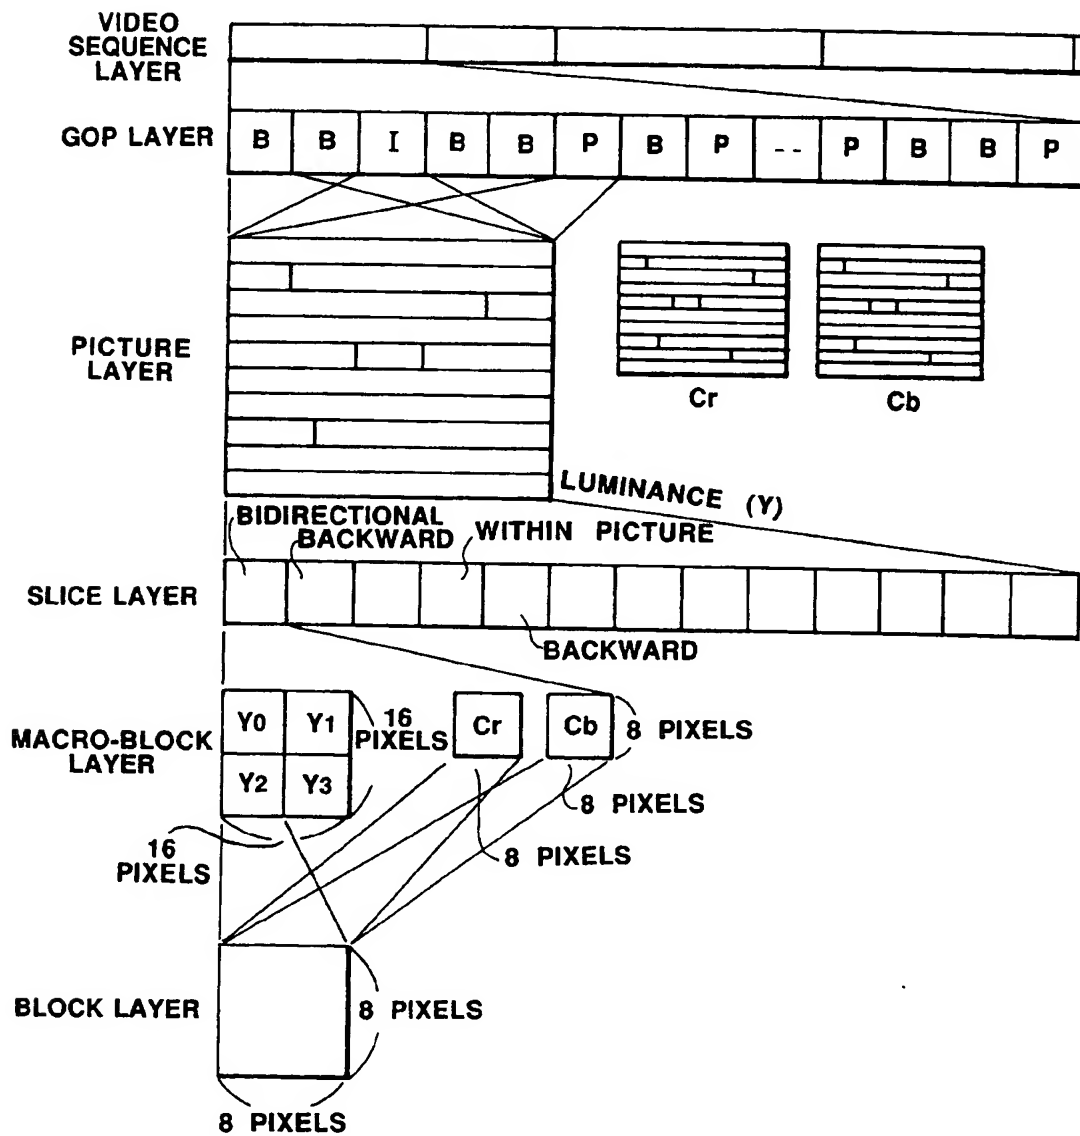 VIDEO
SEQUENCE
LAYER
GOP LAYER
B B I B B P B P -- P B B P
PICTURE
LAYER
Cr
Cb
LUMINANCE (Y)
BIDIRECTIONAL
BACKWARD
WITHIN PICTURE
SLICE LAYER
BACKWARD
MACRO-BLOCK
LAYER
Y0 Y1
Y2 Y3
16
PIXELS
Cr
Cb
8 PIXELS
8 PIXELS
8 PIXELS
16
PIXELS
BLOCK LAYER
8 PIXELS
8 PIXELS